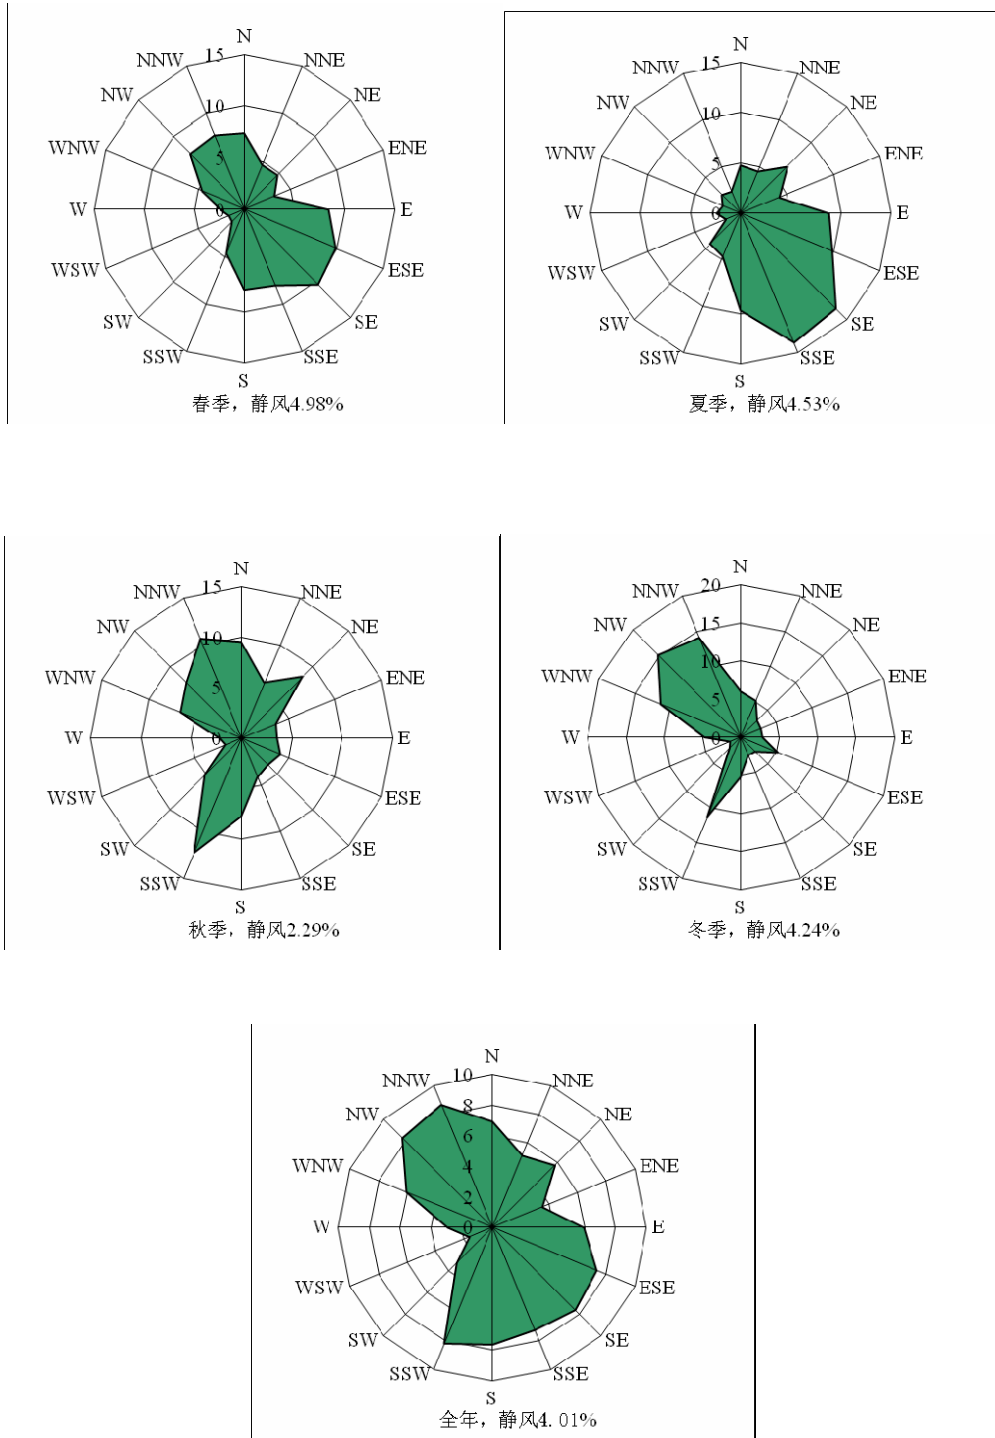 N
NNW 15 NNE
NW NE
10
WNW 5 ENE
W 0 E
WSW ESE
SW SE
SSW SSE
S
春季，静风4.98%
N
NNW 15 NNE
NW NE
10
WNW 5 ENE
W 0 E
WSW ESE
SW SE
SSW SSE
S
夏季，静风4.53%
N
NNW 15 NNE
NW 10 NE
WNW 5 ENE
W 0 E
WSW ESE
SW SE
SSW SSE
S
秋季，静风2.29%
N
NNW 20 NNE
NW 15 NE
10
WNW 5 ENE
W 0 E
WSW ESE
SW SE
SSW SSE
S
冬季，静风4.24%
N
NNW 10 NNE
NW 8 NE
6
WNW 4 ENE
2
W 0 E
WSW ESE
SW SE
SSW SSE
S
全年，静风4.01%